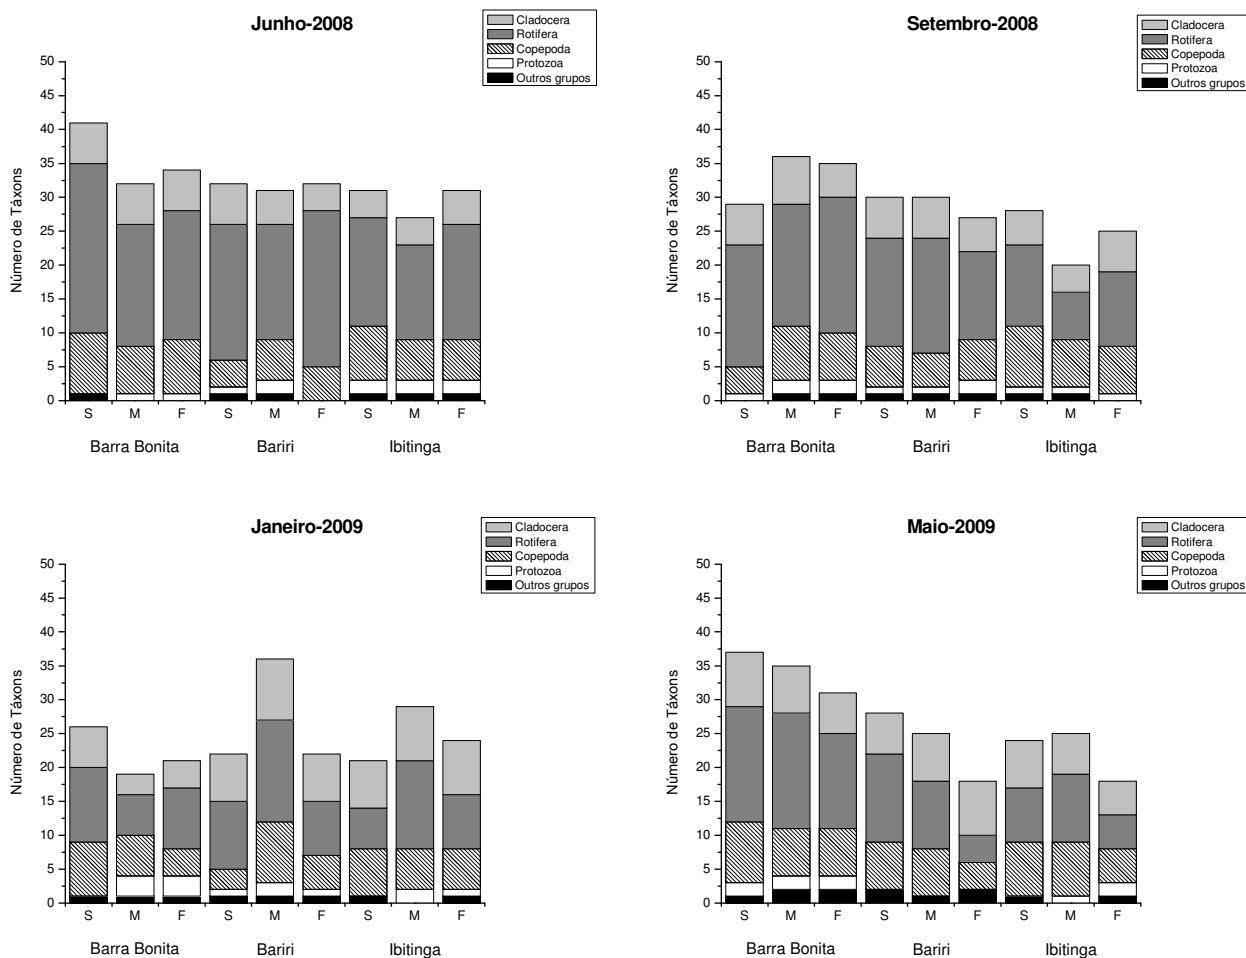 Junho-2008
Cladocera
Rotifera
Copepoda
Protozoa
Outros grupos
Número de Táxons
50
45
40
35
30
25
20
15
10
5
0
S M F S M F S M F
Barra Bonita Bariri Ibitinga
Setembro-2008
Cladocera
Rotifera
Copepoda
Protozoa
Outros grupos
Número de Táxons
50
45
40
35
30
25
20
15
10
5
0
S M F S M F S M F
Barra Bonita Bariri Ibitinga
Janeiro-2009
Cladocera
Rotifera
Copepoda
Protozoa
Outros grupos
Número de Táxons
50
45
40
35
30
25
20
15
10
5
0
S M F S M F S M F
Barra Bonita Bariri Ibitinga
Maio-2009
Cladocera
Rotifera
Copepoda
Protozoa
Outros grupos
Número de Táxons
50
45
40
35
30
25
20
15
10
5
0
S M F S M F S M F
Barra Bonita Bariri Ibitinga